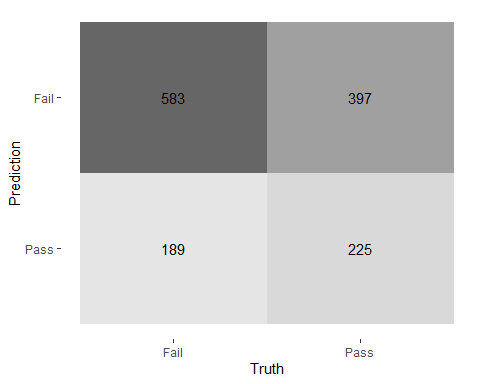 Prediction
Fail
583
397
Pass
189
225
Fail
Pass
Truth